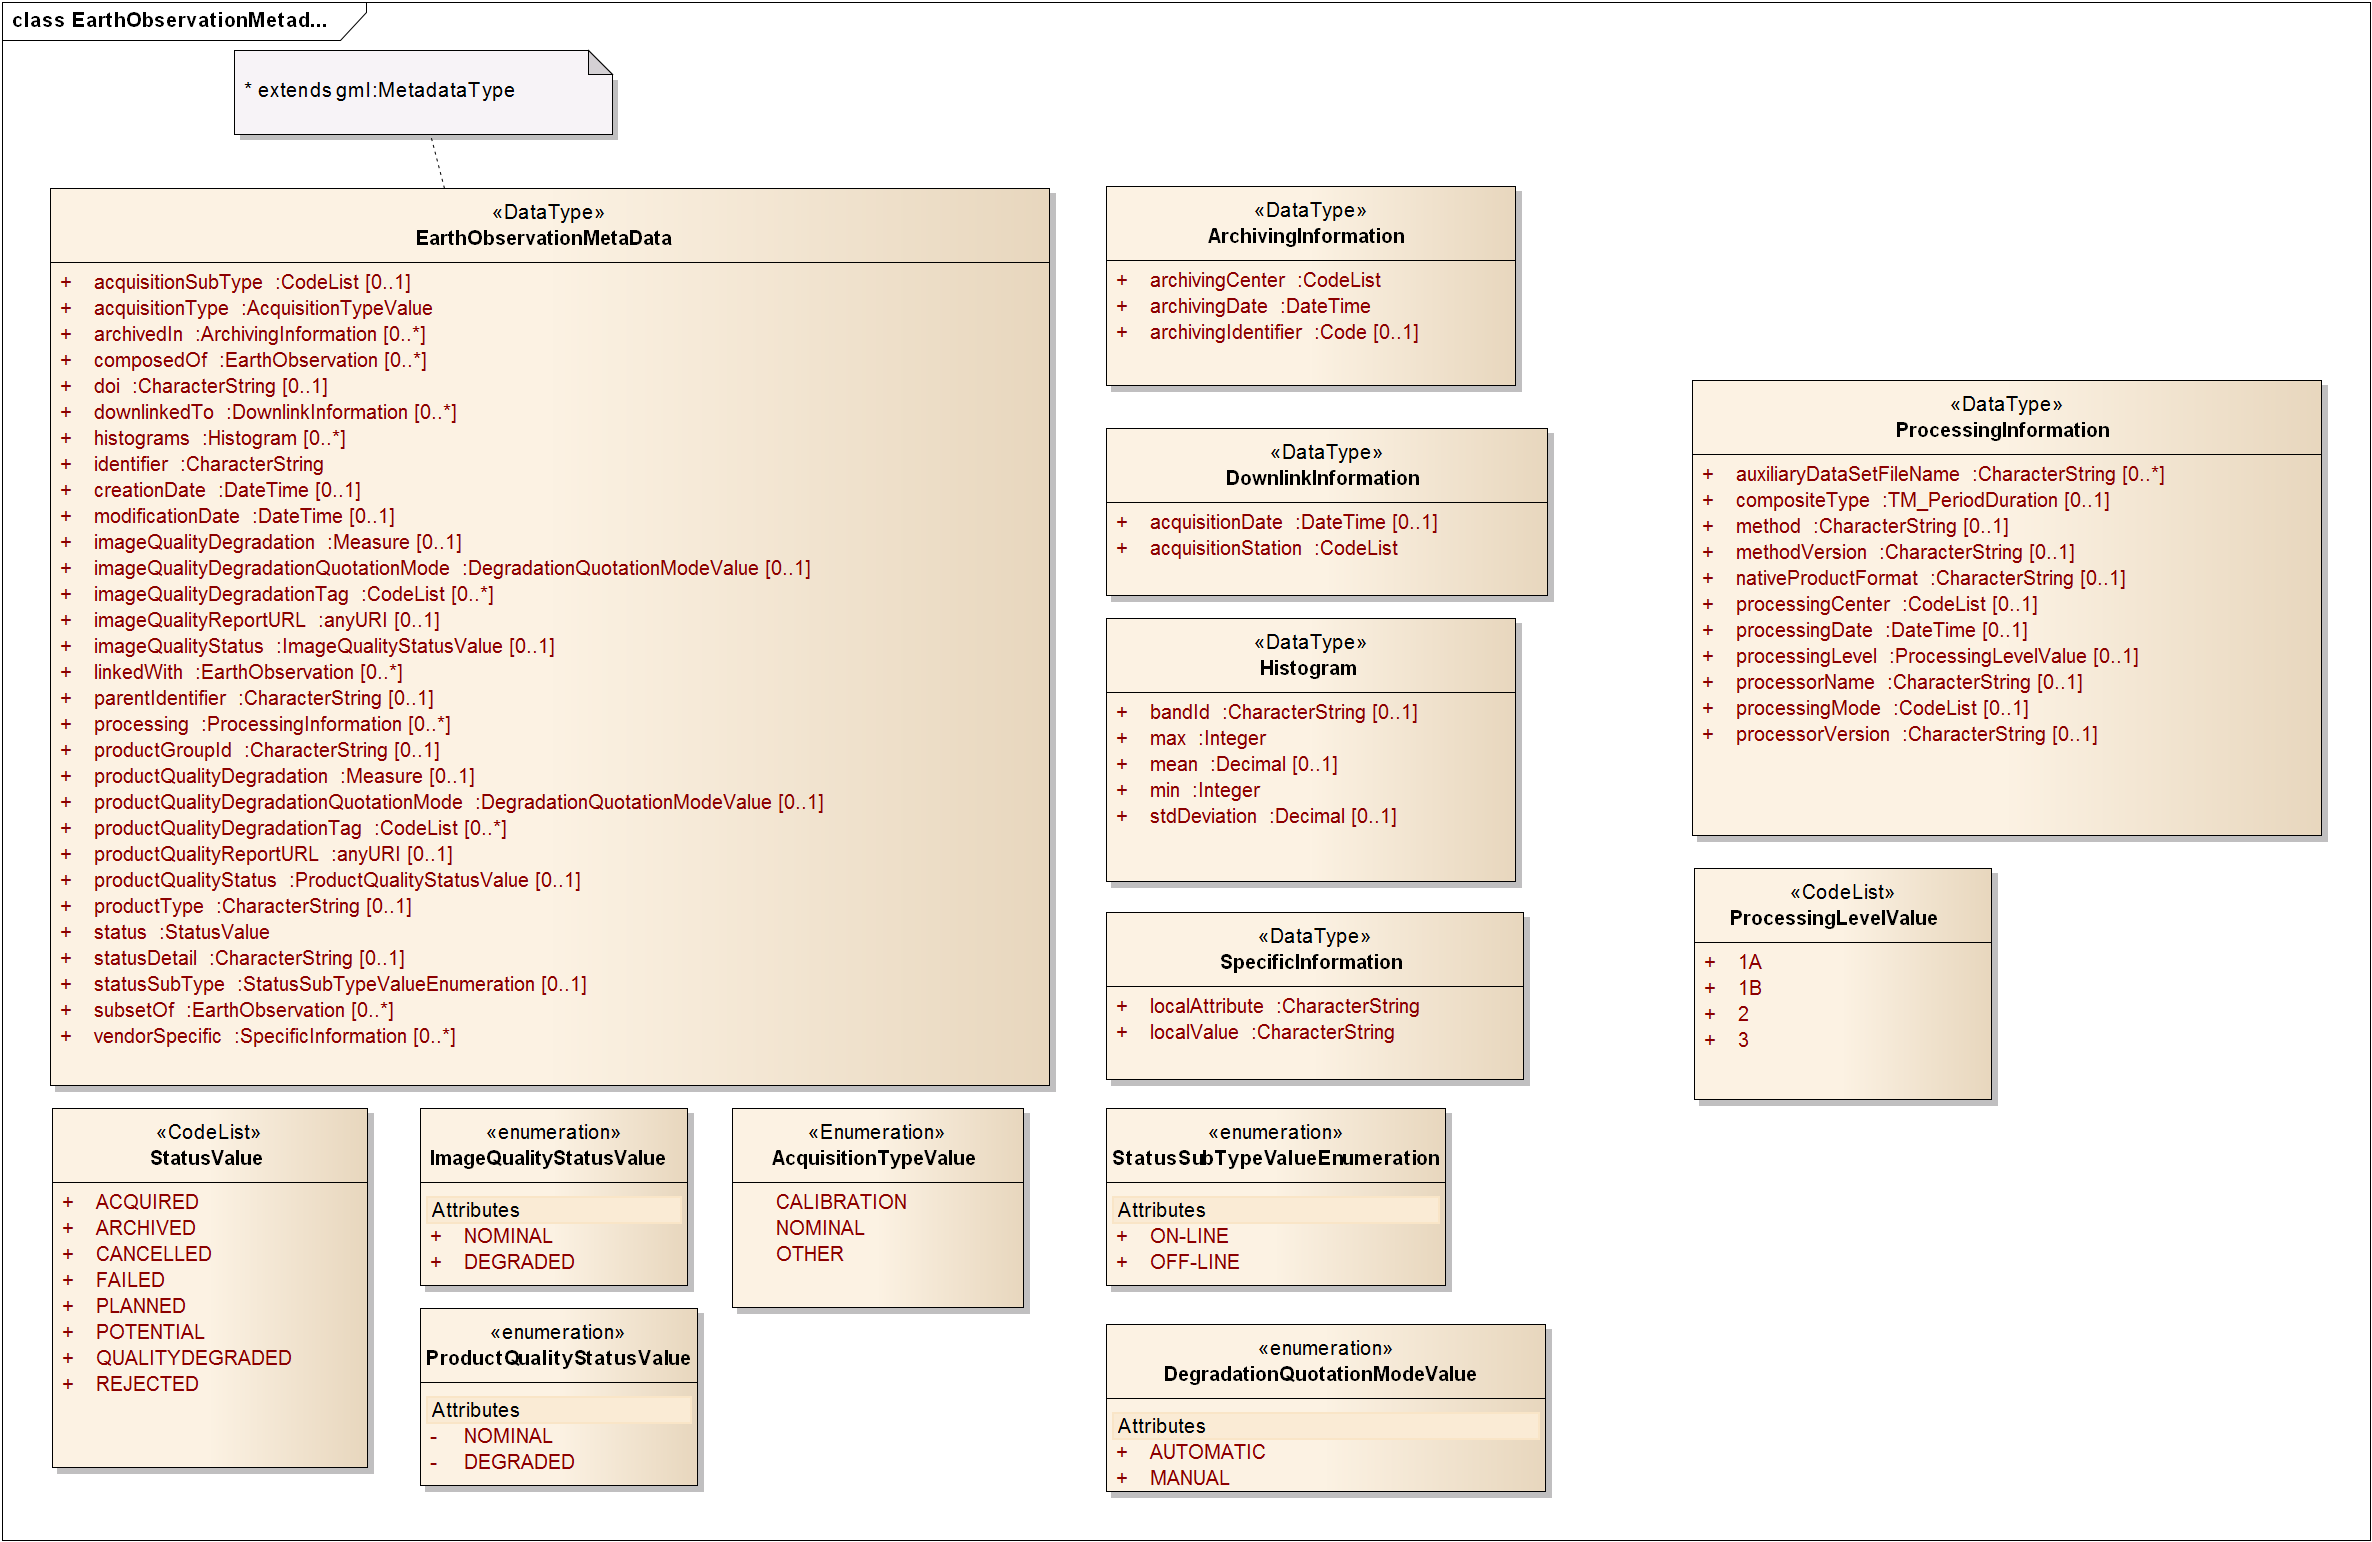 class EarthObservationMetad...
* extends gml:MetadataType
«DataType»
EarthObservationMetaData
+ acquisitionSubType :CodeList [0..1]
+ acquisitionType :AcquisitionTypeValue
+ archivedIn :ArchivingInformation [0..*]
+ composedOf :EarthObservation [0..*]
+ doi :CharacterString [0..1]
+ downlinkedTo :DownlinkInformation [0..*]
+ histograms :Histogram [0..*]
+ identifier :CharacterString
+ creationDate :DateTime [0..1]
+ modificationDate :DateTime [0..1]
+ imageQualityDegradation :Measure [0..1]
+ imageQualityDegradationQuotationMode :DegradationQuotationModeValue [0..1]
+ imageQualityDegradationTag :CodeList [0..*]
+ imageQualityReportURL :anyURI [0..1]
+ imageQualityStatus :ImageQualityStatusValue [0..1]
+ linkedWith :EarthObservation [0..*]
+ parentIdentifier :CharacterString [0..1]
+ processing :ProcessingInformation [0..*]
+ productGroupId :CharacterString [0..1]
+ productQualityDegradation :Measure [0..1]
+ productQualityDegradationQuotationMode :DegradationQuotationModeValue [0..1]
+ productQualityDegradationTag :CodeList [0..*]
+ productQualityReportURL :anyURI [0..1]
+ productQualityStatus :ProductQualityStatusValue [0..1]
+ productType :CharacterString [0..1]
+ status :StatusValue
+ statusDetail :CharacterString [0..1]
+ statusSubType :StatusSubTypeValueEnumeration [0..1]
+ subsetOf :EarthObservation [0..*]
+ vendorSpecific :SpecificInformation [0..*]
«DataType»
ArchivingInformation
+ archivingCenter :CodeList
+ archivingDate :DateTime
+ archivingIdentifier :Code [0..1]
«DataType»
DownlinkInformation
+ acquisitionDate :DateTime [0..1]
+ acquisitionStation :CodeList
«DataType»
Histogram
+ bandId :CharacterString [0..1]
+ max :Integer
+ mean :Decimal [0..1]
+ min :Integer
+ stdDeviation :Decimal [0..1]
«DataType»
SpecificInformation
+ localAttribute :CharacterString
+ localValue :CharacterString
«DataType»
ProcessingInformation
+ auxiliaryDataSetFileName :CharacterString [0..*]
+ compositeType :TM_PeriodDuration [0..1]
+ method :CharacterString [0..1]
+ methodVersion :CharacterString [0..1]
+ nativeProductFormat :CharacterString [0..1]
+ processingCenter :CodeList [0..1]
+ processingDate :DateTime [0..1]
+ processingLevel :ProcessingLevelValue [0..1]
+ processorName :CharacterString [0..1]
+ processingMode :CodeList [0..1]
+ processorVersion :CharacterString [0..1]
«CodeList»
ProcessingLevelValue
+ 1A
+ 1B
+ 2
+ 3
«CodeList»
StatusValue
+ ACQUIRED
+ ARCHIVED
+ CANCELLED
+ FAILED
+ PLANNED
+ POTENTIAL
+ QUALITYDEGRADED
+ REJECTED
«enumeration»
ImageQualityStatusValue
Attributes
+ NOMINAL
+ DEGRADED
«enumeration»
ProductQualityStatusValue
Attributes
- NOMINAL
- DEGRADED
«Enumeration»
AcquisitionTypeValue
CALIBRATION
NOMINAL
OTHER
«enumeration»
StatusSubTypeValueEnumeration
Attributes
+ ON-LINE
+ OFF-LINE
«enumeration»
DegradationQuotationModeValue
Attributes
+ AUTOMATIC
+ MANUAL